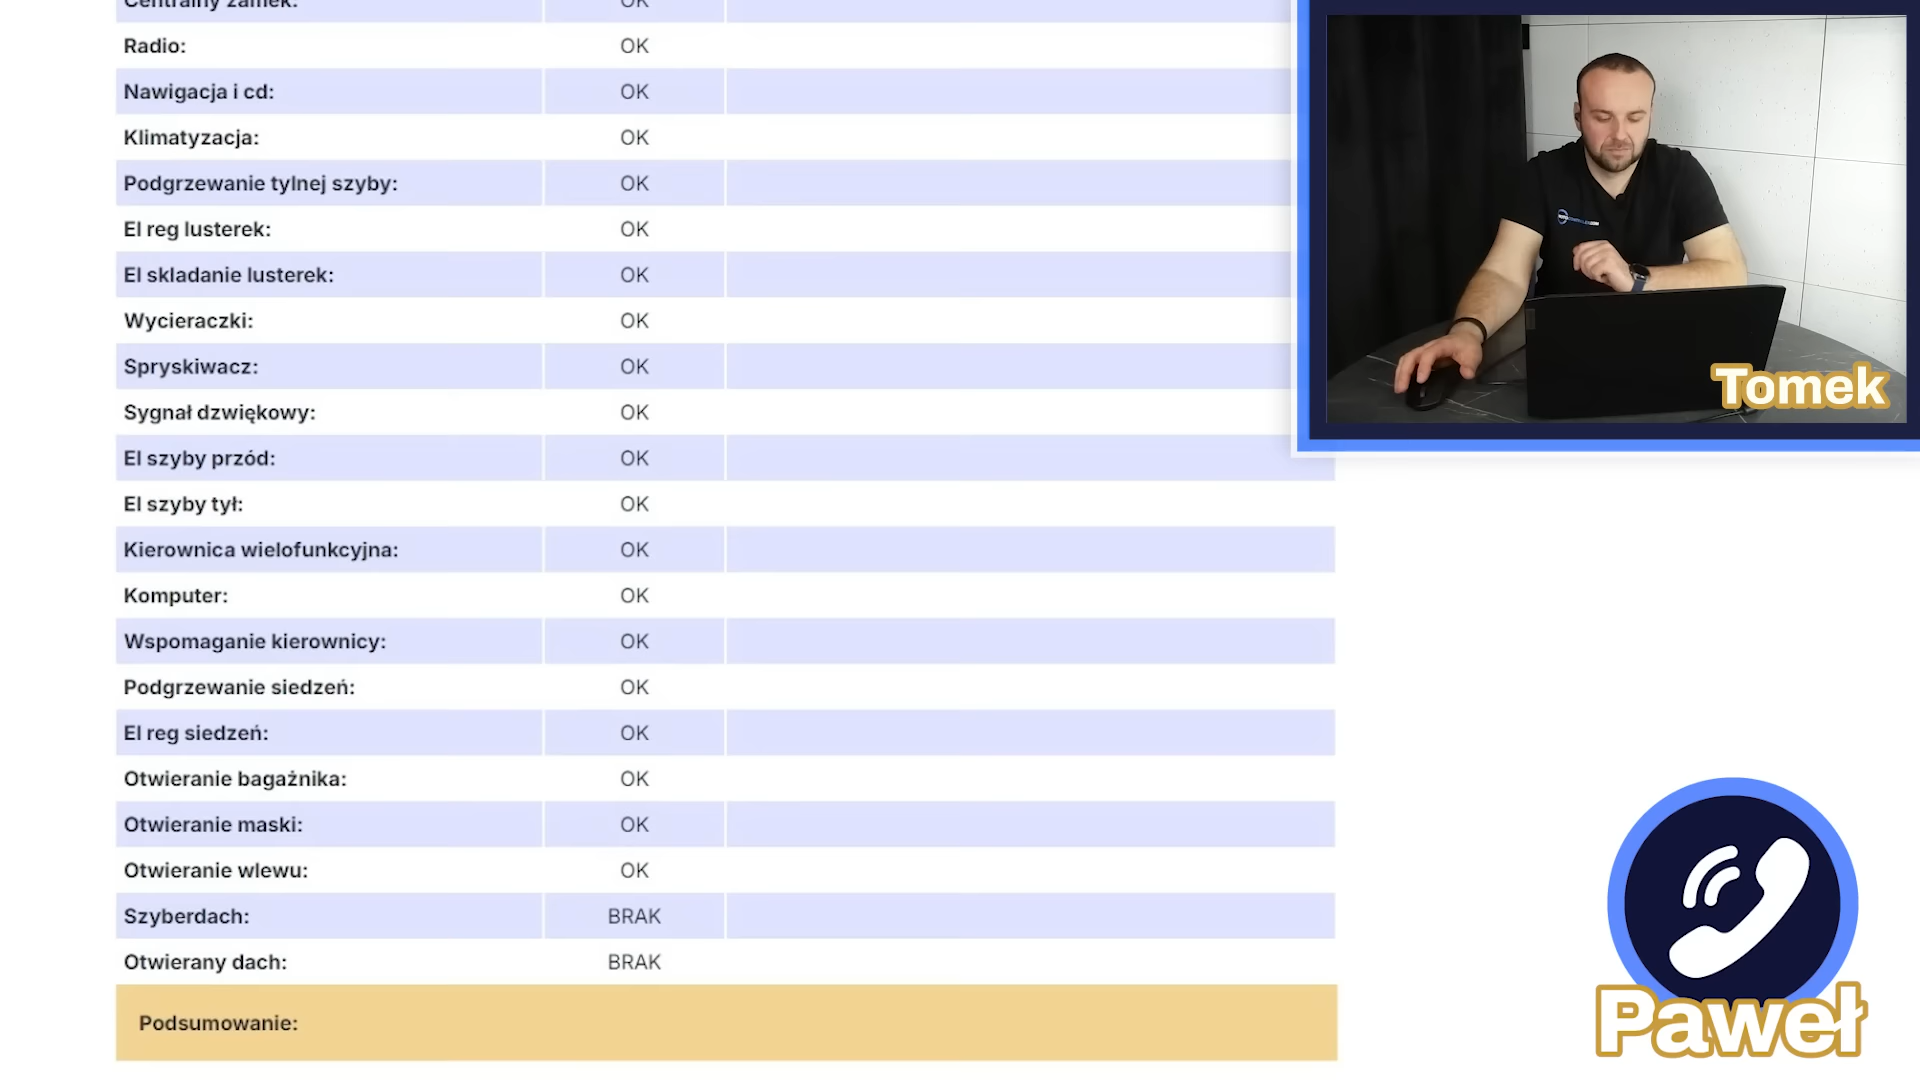 Centralny zamek: OK
Radio: OK
Nawigacja i cd: OK
Klimatyzacja: OK
Podgrzewanie tylnej szyby: OK
El reg lusterek: OK
El skladanie lusterek: OK
Wycieraczki: OK
Spryskiwacz: OK
Sygnał dzwiękowy: OK
El szyby przód: OK
El szyby tył: OK
Kierownica wielofunkcyjna: OK
Komputer: OK
Wspomaganie kierownicy: OK
Podgrzewanie siedzeń: OK
El reg siedzeń: OK
Otwieranie bagażnika: OK
Otwieranie maski: OK
Otwieranie wlewu: OK
Szyberdach: BRAK
Otwierany dach: BRAK
Podsumowanie:
Tomek
Paweł